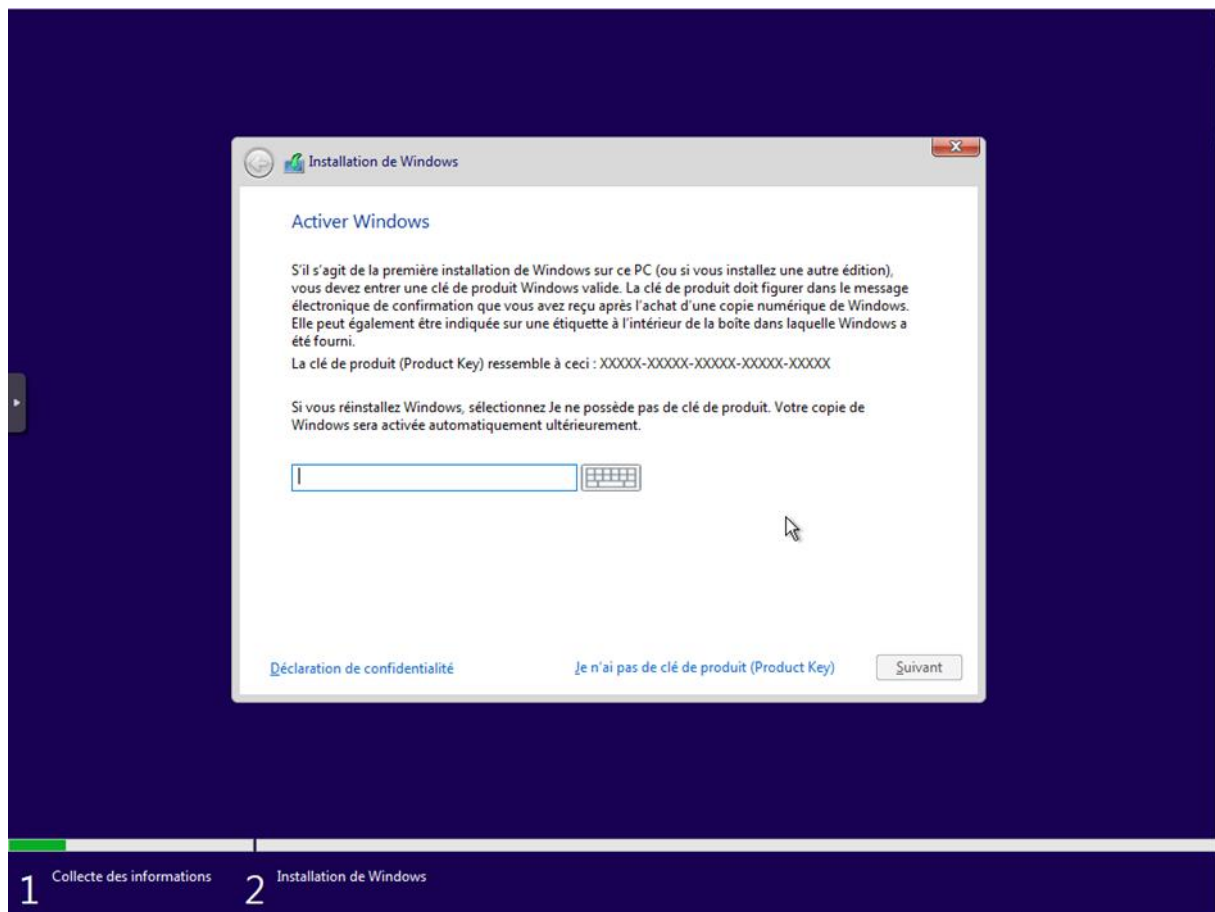 Installation de Windows
Activer Windows
S'il s'agit de la première installation de Windows sur ce PC (ou si vous installez une autre édition),
vous devez entrer une clé de produit Windows valide. La clé de produit doit figurer dans le message
électronique de confirmation que vous avez reçu après l'achat d'une copie numérique de Windows.
Elle peut également être indiquée sur une étiquette à l'intérieur de la boîte dans laquelle Windows a
été fourni.
La clé de produit (Product Key) ressemble à ceci : XXXXX-XXXXX-XXXXX-XXXXX-XXXXX
Si vous réinstallez Windows, sélectionnez Je ne possède pas de clé de produit. Votre copie de
Windows sera activée automatiquement ultérieurement.
Déclaration de confidentialité
Je n'ai pas de clé de produit (Product Key)
Suivant
1 Collecte des informations
2 Installation de Windows